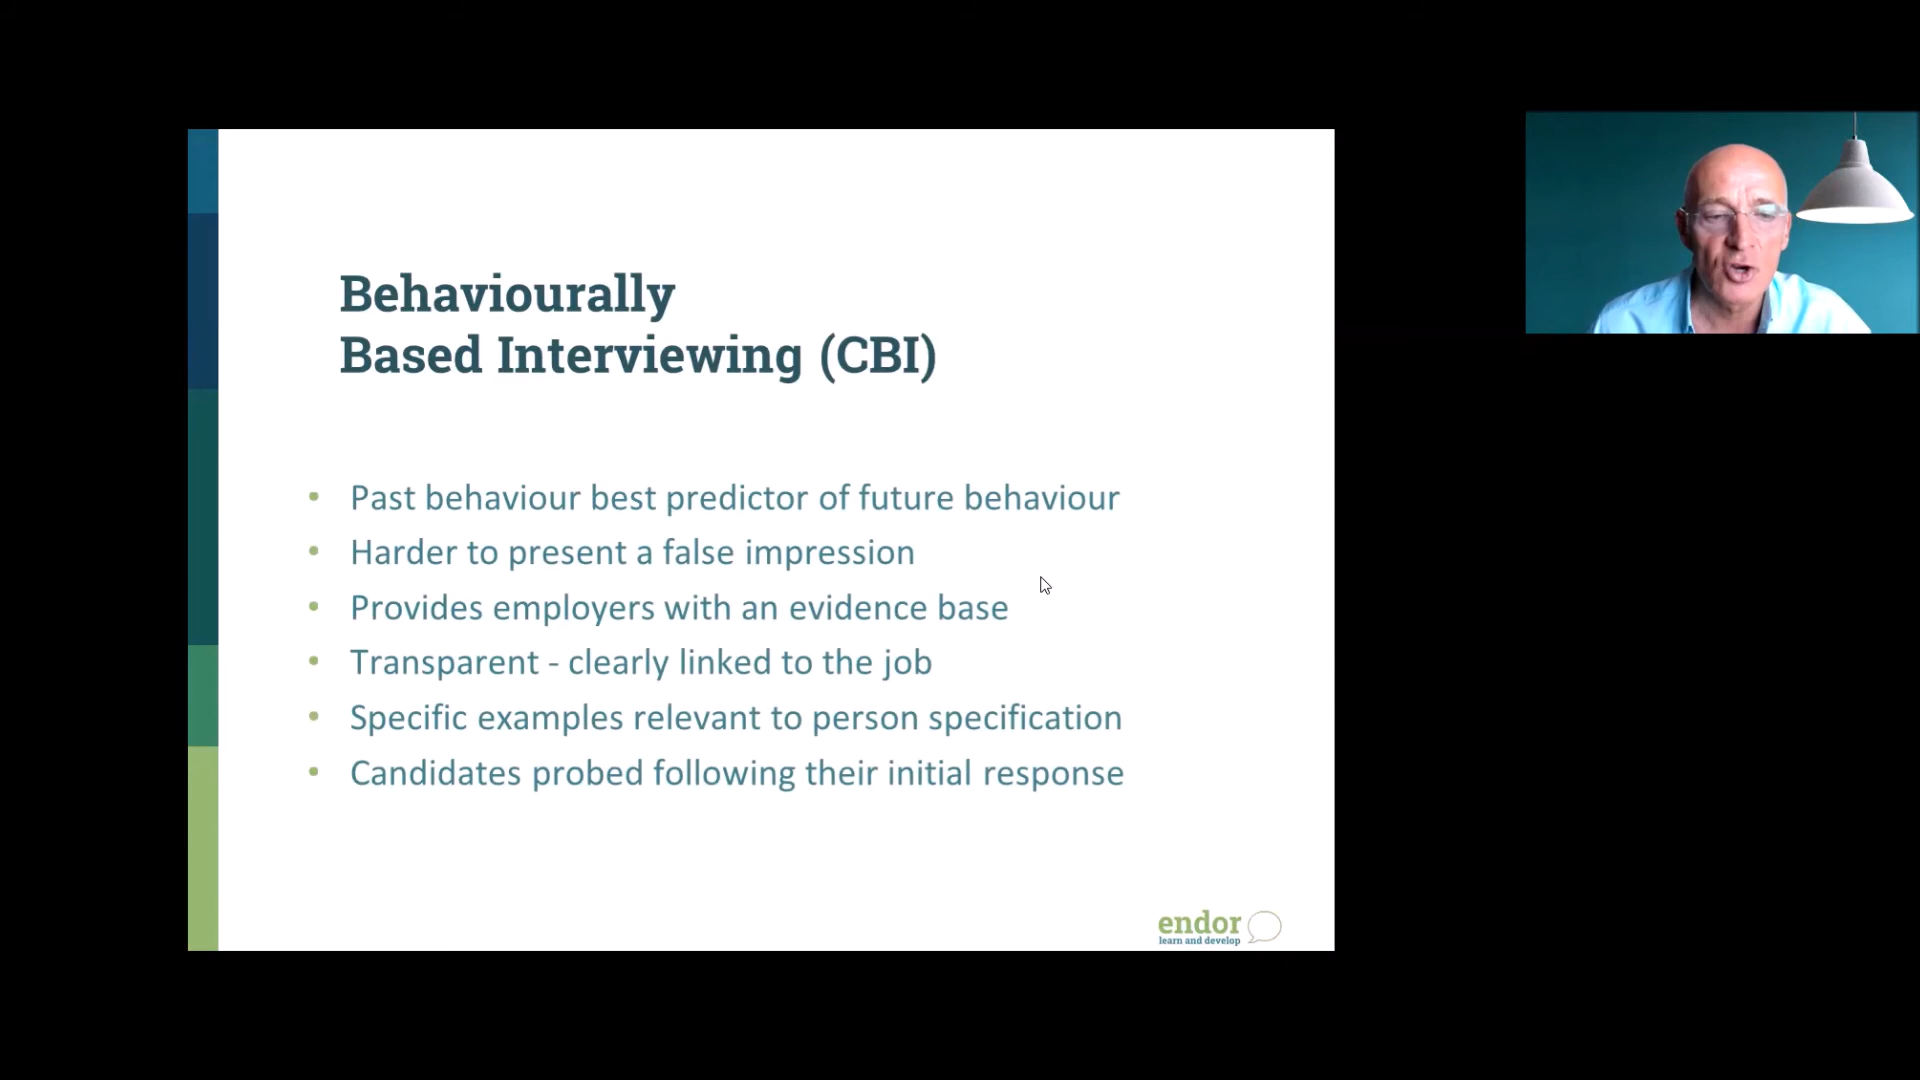 Behaviourally
Based Interviewing (CBI)
• Past behaviour best predictor of future behaviour
• Harder to present a false impression
• Provides employers with an evidence base
• Transparent - clearly linked to the job
• Specific examples relevant to person specification
• Candidates probed following their initial response
endor
learn and develop